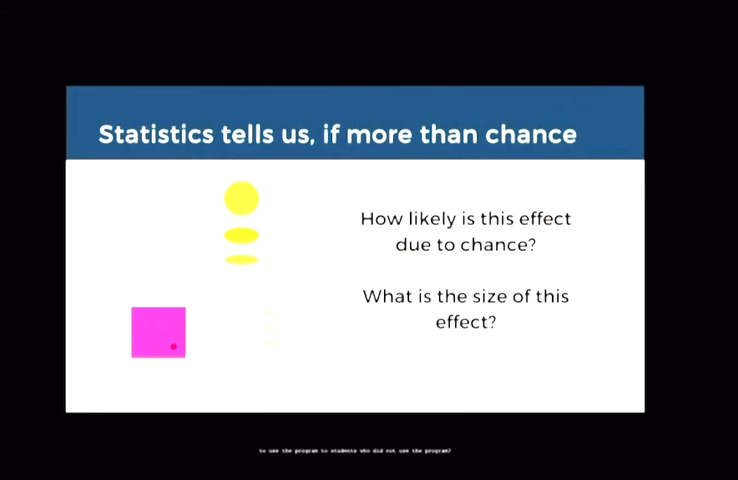 Statistics tells us, if more than chance
How likely is this effect
due to chance?
What is the size of this
effect?
to use the program to students who did not use the program?